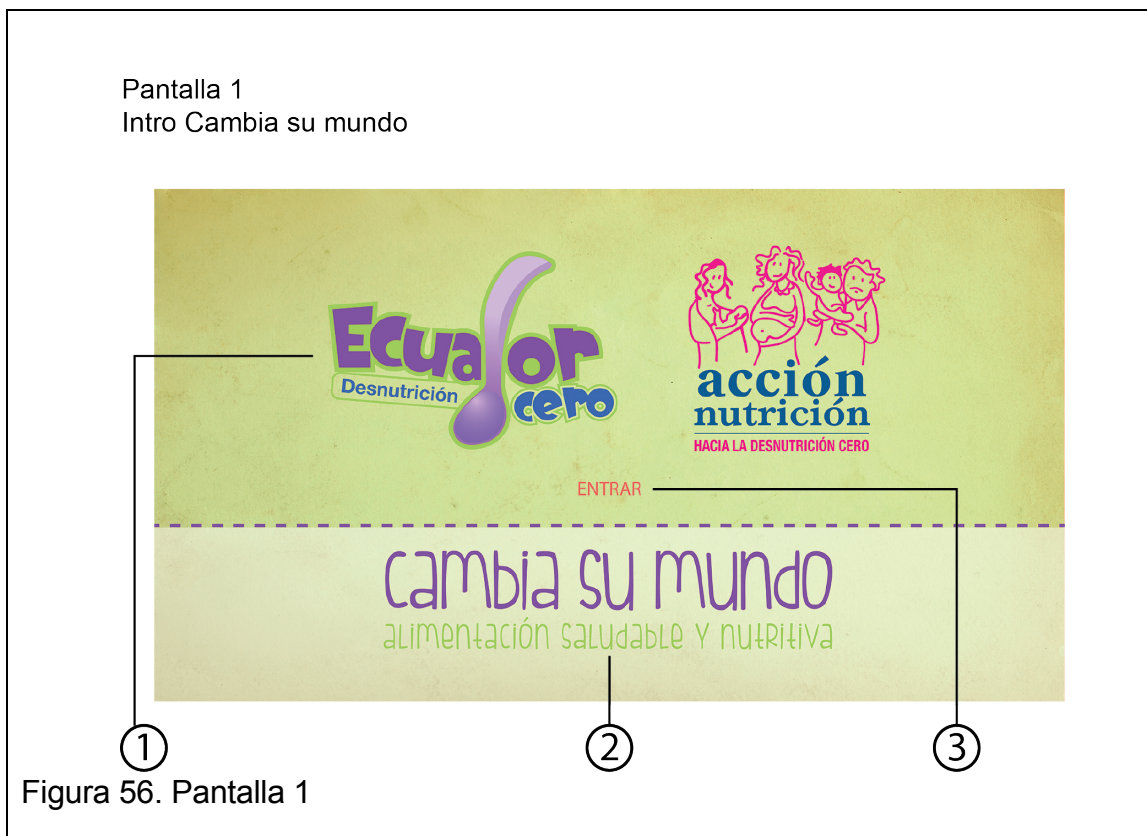 Pantalla 1
Intro Cambia su mundo
Ecuador
Desnutrición
cero
acción
nutrición
HACIA LA DESNUTRICIÓN CERO
ENTRAR
cambia su mundo
alimentación saludable y nutritiva
1 2 3
Figura 56. Pantalla 1